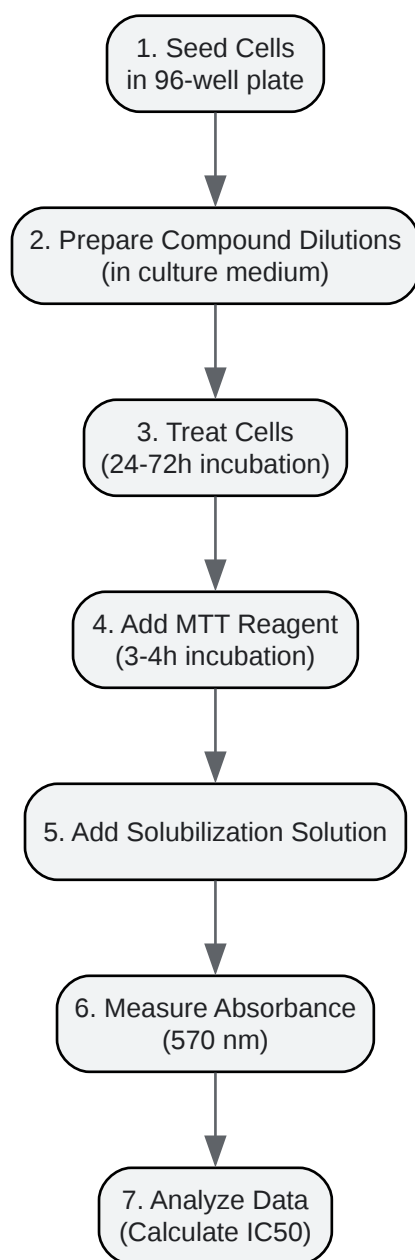 1. Seed Cells
in 96-well plate
2. Prepare Compound Dilutions
(in culture medium)
3. Treat Cells
(24-72h incubation)
4. Add MTT Reagent
(3-4h incubation)
5. Add Solubilization Solution
6. Measure Absorbance
(570 nm)
7. Analyze Data
(Calculate IC50)